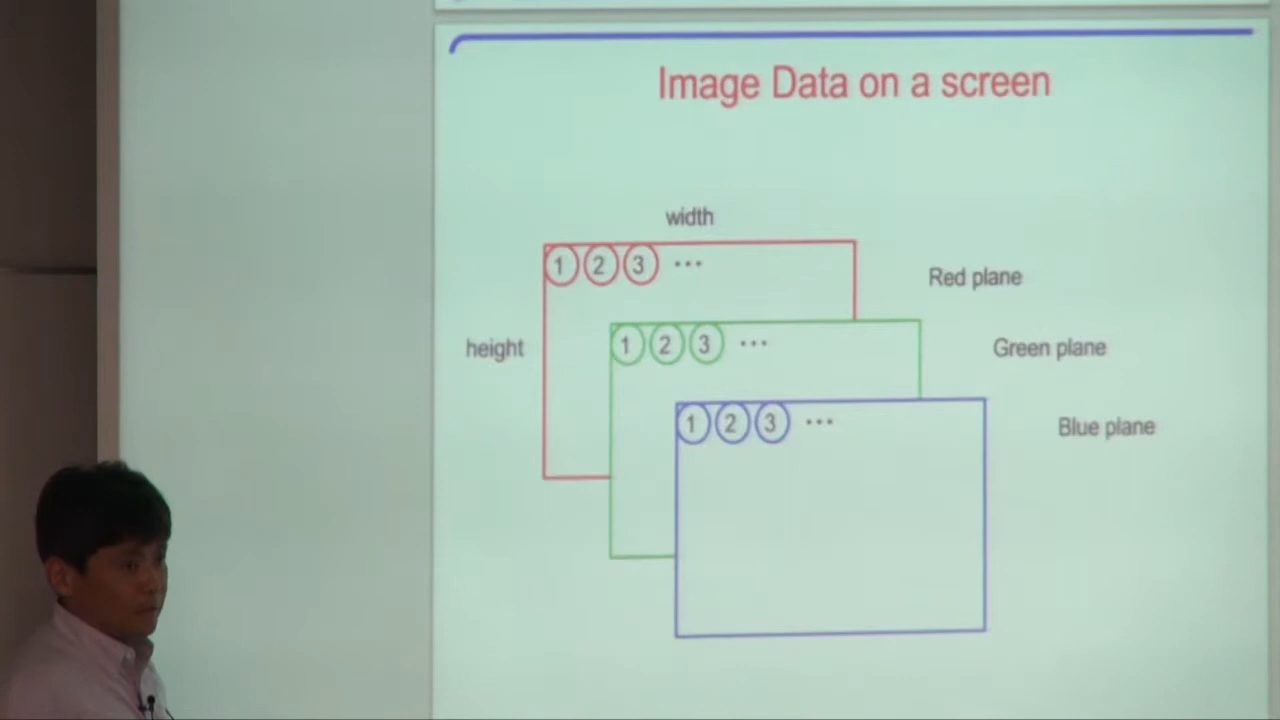 Image Data on a screen
width
1 2 3 ...
Red plane
height
1 2 3 ...
Green plane
1 2 3 ...
Blue plane